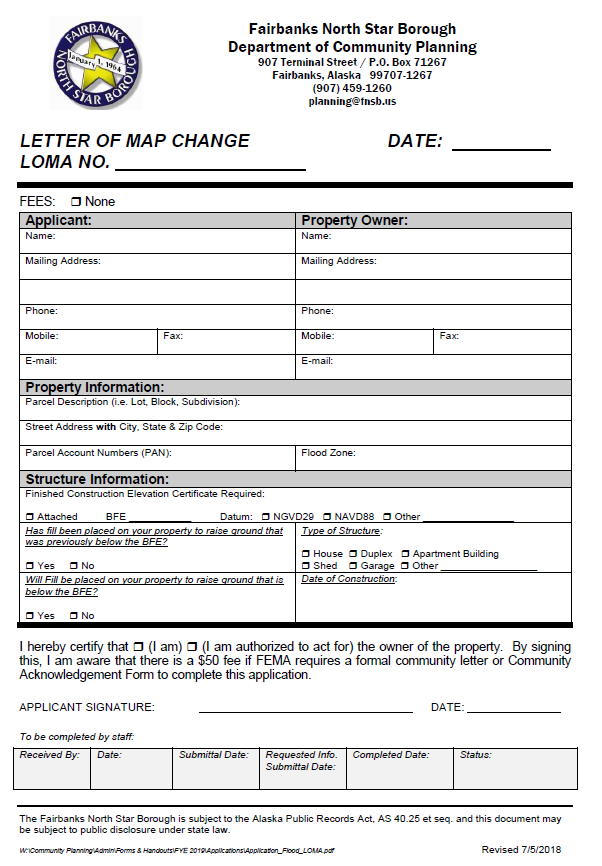 FAIRBANKS
January 1, 1964
NORTH STAR BOROUGH
Fairbanks North Star Borough
Department of Community Planning
907 Terminal Street / P.O. Box 71267
Fairbanks, Alaska 99707-1267
(907) 459-1260
planning@fnsb.us
LETTER OF MAP CHANGE DATE: __________
LOMA NO. ____________________
FEES: ❒ None
Applicant: Property Owner:
Name: Name:
Mailing Address: Mailing Address:
Phone: Phone:
Mobile: Fax: Mobile: Fax:
E-mail: E-mail:
Property Information:
Parcel Description (i.e. Lot, Block, Subdivision):
Street Address with City, State & Zip Code:
Parcel Account Numbers (PAN): Flood Zone:
Structure Information:
Finished Construction Elevation Certificate Required:
❒ Attached BFE ____________ Datum: ❒ NGVD29 ❒ NAVD88 ❒ Other ________________
Has fill been placed on your property to raise ground that
was previously below the BFE?
❒ Yes ❒ No
Type of Structure:
❒ House ❒ Duplex ❒ Apartment Building
❒ Shed ❒ Garage ❒ Other ________________
Will Fill be placed on your property to raise ground that is
below the BFE?
❒ Yes ❒ No
Date of Construction:
I hereby certify that ❒ (I am) ❒ (I am authorized to act for) the owner of the property. By signing
this, I am aware that there is a $50 fee if FEMA requires a formal community letter or Community
Acknowledgement Form to complete this application.
APPLICANT SIGNATURE: ________________________________ DATE: ______________
To be completed by staff:
Received By: Date: Submittal Date: Requested Info. Completed Date: Status:
Submittal Date:
The Fairbanks North Star Borough is subject to the Alaska Public Records Act, AS 40.25 et seq. and this document may
be subject to public disclosure under state law.
W:\Community Planning\Admin\Forms & Handouts\FYE 2019\Applications\Application_Flood_LOMA.pdf Revised 7/5/2018